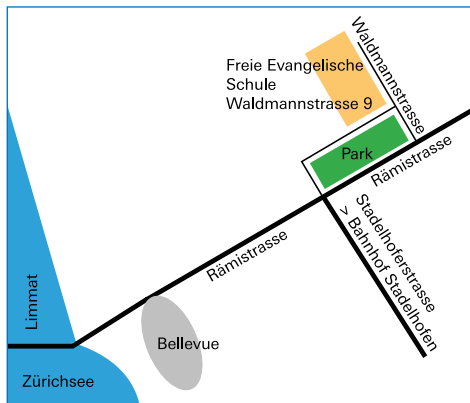 Waldmannstrasse
Freie Evangelische
Schule
Waldmannstrasse 9
Park
Rämistrasse
Stadelhoferstrasse
> Bahnhof Stadelhofen
Rämistrasse
Limmat
Bellevue
Zürichsee